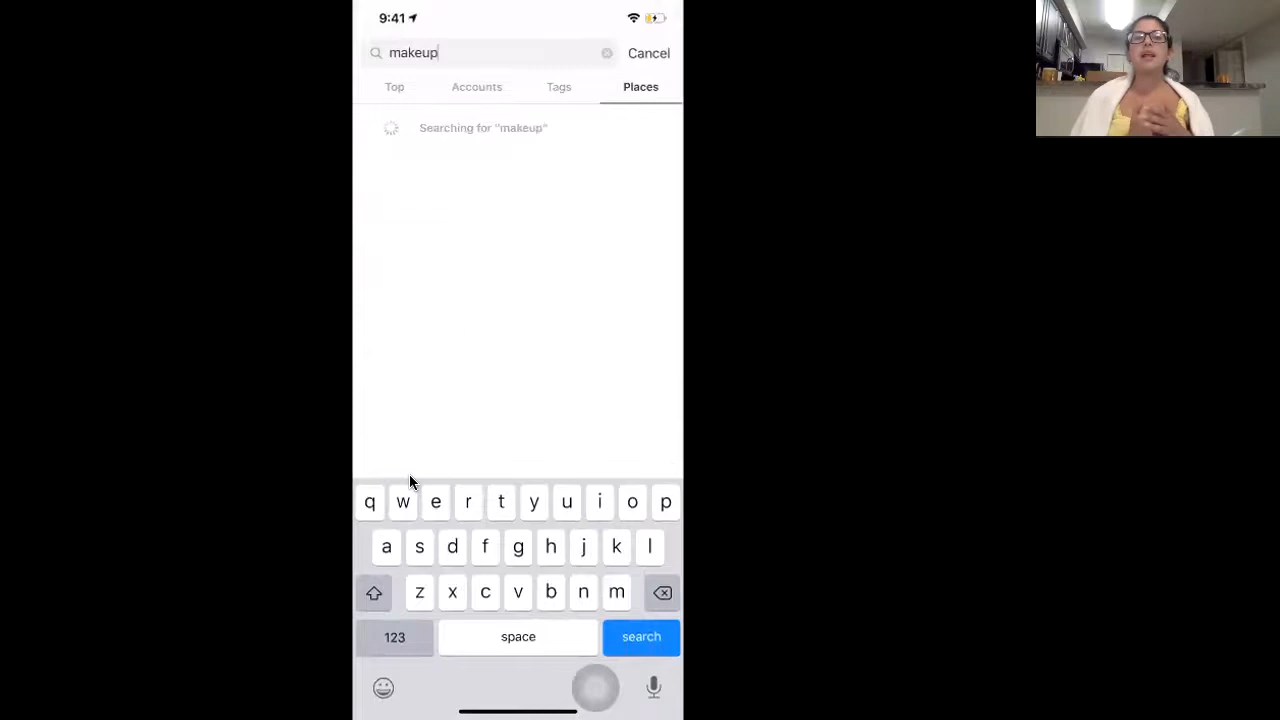 9:41
makeup
Cancel
Top Accounts Tags Places
Searching for "makeup"
q w e r t y u i o p
a s d f g h j k l
z x c v b n m
123 space search